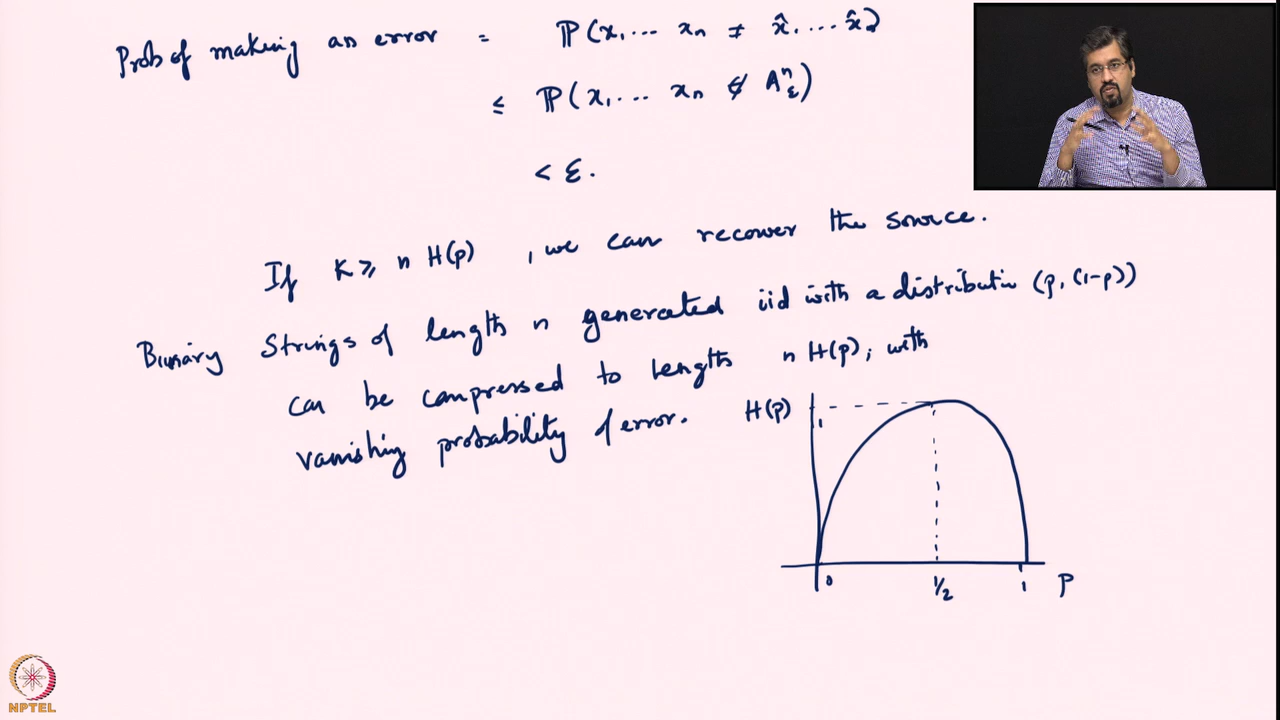 Prob of making an error = ℙ(x₁... xₙ ≠ x̂₁....x̂ₙ)
≤ ℙ(x₁... xₙ ∉ Aⁿ_ε)
< ε.
If K ≥ n H(p) , we can recover the source.
Binary Strings of length n generated iid with a distributin (p, (1-p))
can be compressed to lengths n H(p), with
vanishing probability of error.
H(p)
1
0 1/2 1 p
NPTEL